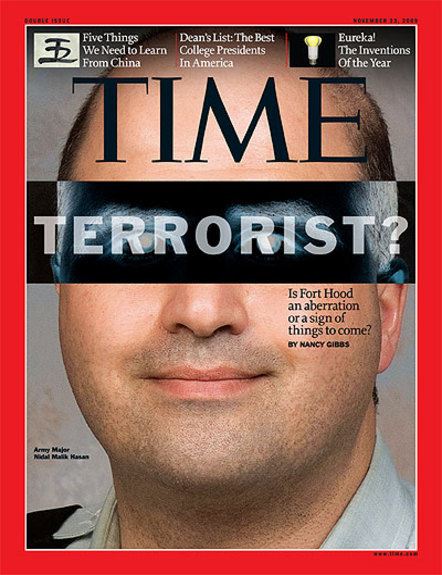 DOUBLE ISSUE
NOVEMBER 23, 2009
Five Things
We Need to Learn
From China
Dean's List: The Best
College Presidents
In America
Eureka!
The Inventions
Of the Year
TIME
TERRORIST?
Is Fort Hood
an aberration
or a sign of
things to come?
BY NANCY GIBBS
Army Major
Nidal Malik Hasan
www.time.com